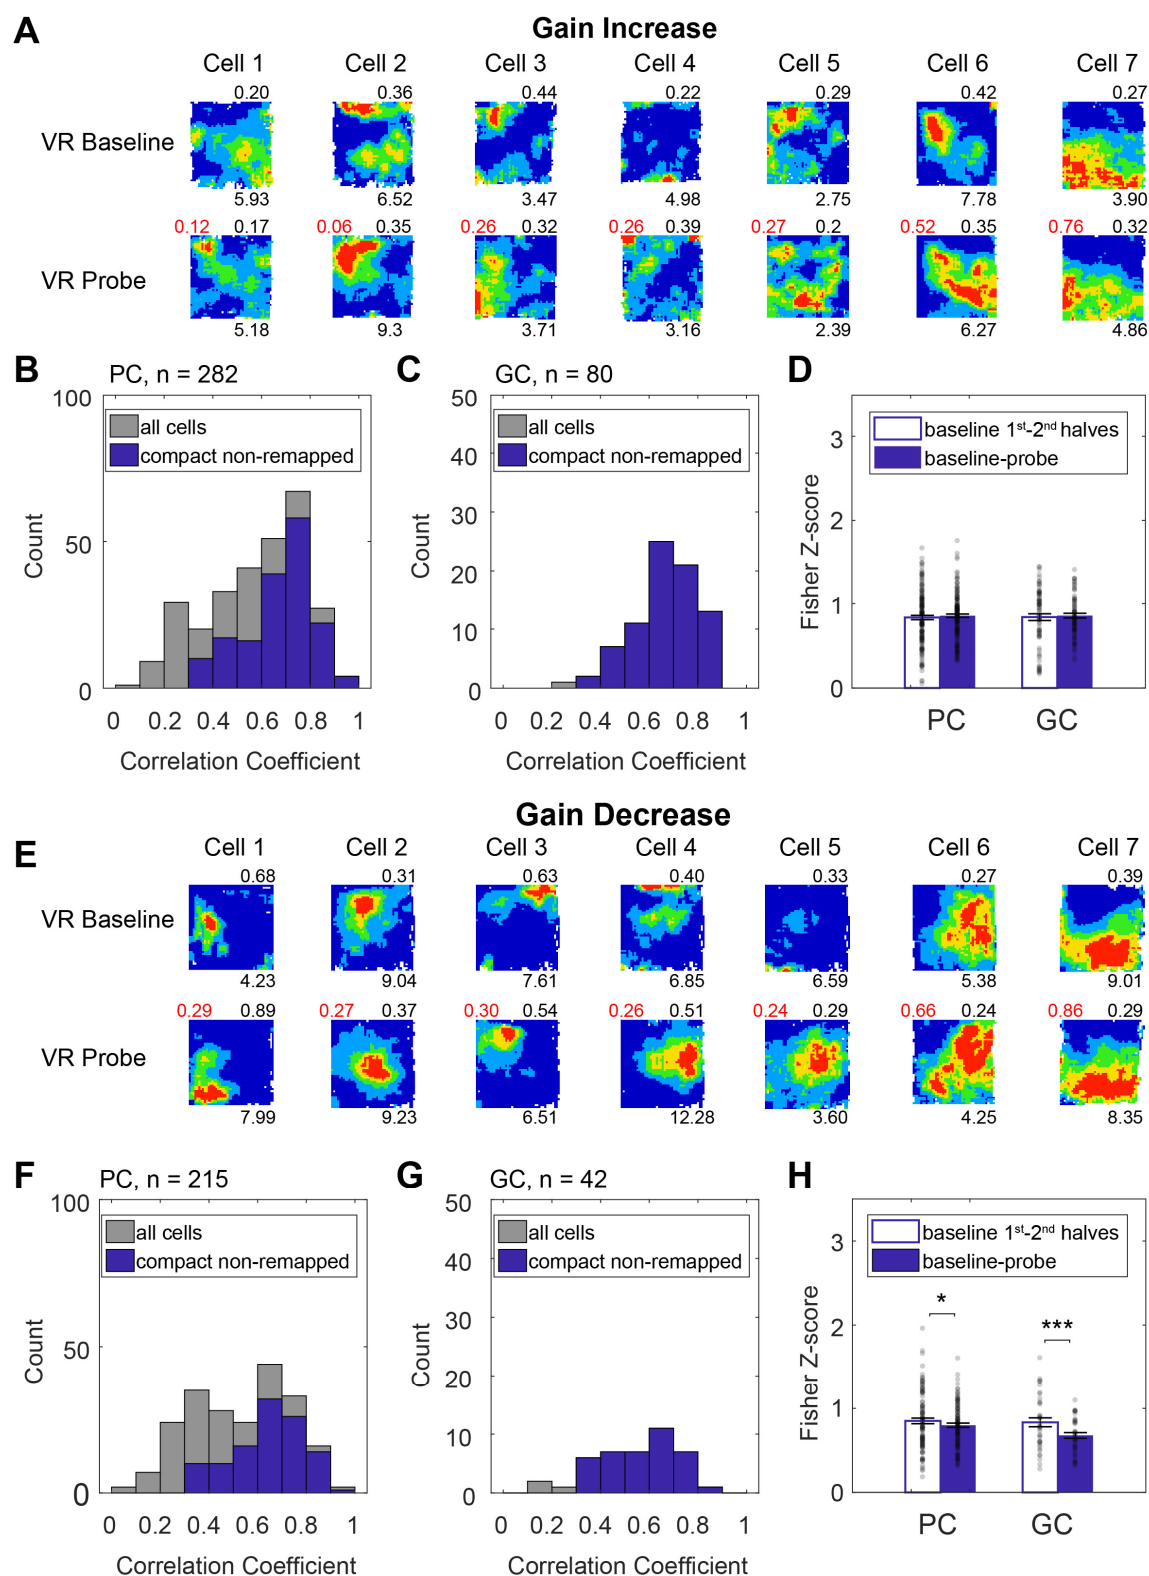 A
Gain Increase
Cell 1 Cell 2 Cell 3 Cell 4 Cell 5 Cell 6 Cell 7
0.20 0.36 0.44 0.22 0.29 0.42 0.27
VR Baseline
5.93 6.52 3.47 4.98 2.75 7.78 3.90
0.12 0.17 0.06 0.35 0.26 0.32 0.26 0.39 0.27 0.2 0.52 0.35 0.76 0.32
VR Probe
5.18 9.3 3.71 3.16 2.39 6.27 4.86
B
PC, n = 282
100
50
0
Count
all cells
compact non-remapped
0 0.2 0.4 0.6 0.8 1
Correlation Coefficient
C
GC, n = 80
50
40
30
20
10
0
Count
all cells
compact non-remapped
0 0.2 0.4 0.6 0.8 1
Correlation Coefficient
D
3
2
1
0
Fisher Z-score
baseline 1st-2nd halves
baseline-probe
PC GC
Gain Decrease
E
Cell 1 Cell 2 Cell 3 Cell 4 Cell 5 Cell 6 Cell 7
0.68 0.31 0.63 0.40 0.33 0.27 0.39
VR Baseline
4.23 9.04 7.61 6.85 6.59 5.38 9.01
0.29 0.89 0.27 0.37 0.30 0.54 0.26 0.51 0.24 0.29 0.66 0.24 0.86 0.29
VR Probe
7.99 9.23 6.51 12.28 3.60 4.25 8.35
F
PC, n = 215
100
50
0
Count
all cells
compact non-remapped
0 0.2 0.4 0.6 0.8 1
Correlation Coefficient
G
GC, n = 42
50
40
30
20
10
0
Count
all cells
compact non-remapped
0 0.2 0.4 0.6 0.8 1
Correlation Coefficient
H
3
2
1
0
Fisher Z-score
baseline 1st-2nd halves
baseline-probe
* ***
PC GC